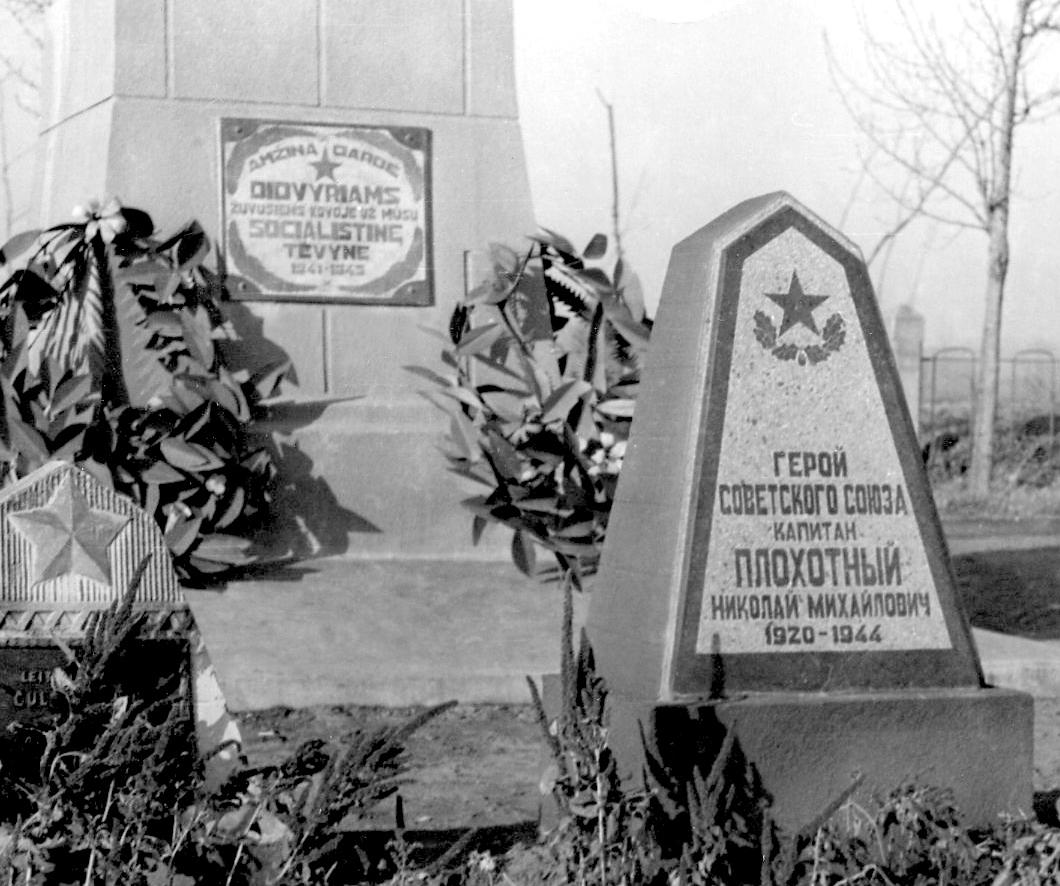 AMŽINA GARBĖ
DIDVYRIAMS
ŽUVUSIEMS KOVOJE UŽ MŪSŲ
SOCIALISTINĘ
TĖVYNĘ
1941-1945
ГЕРОЙ
СОВЕТСКОГО СОЮЗА
КАПИТАН
ПЛОХОТНЫЙ
НИКОЛАЙ МИХАЙЛОВИЧ
1920-1944